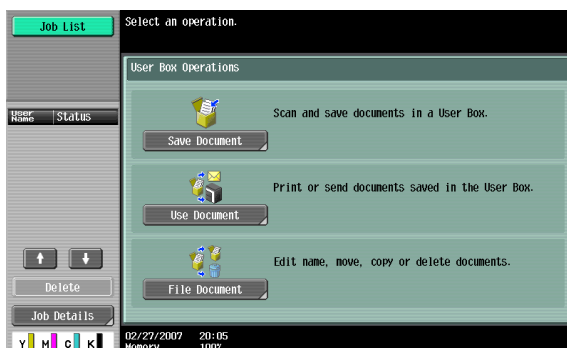 Job List
Select an operation.
User Box Operations
User Name
Status
Scan and save documents in a User Box.
Save Document
Print or send documents saved in the User Box.
Use Document
Edit name, move, copy or delete documents.
File Document
Delete
Job Details
Y M C K
02/27/2007 20:05
Memory 100%